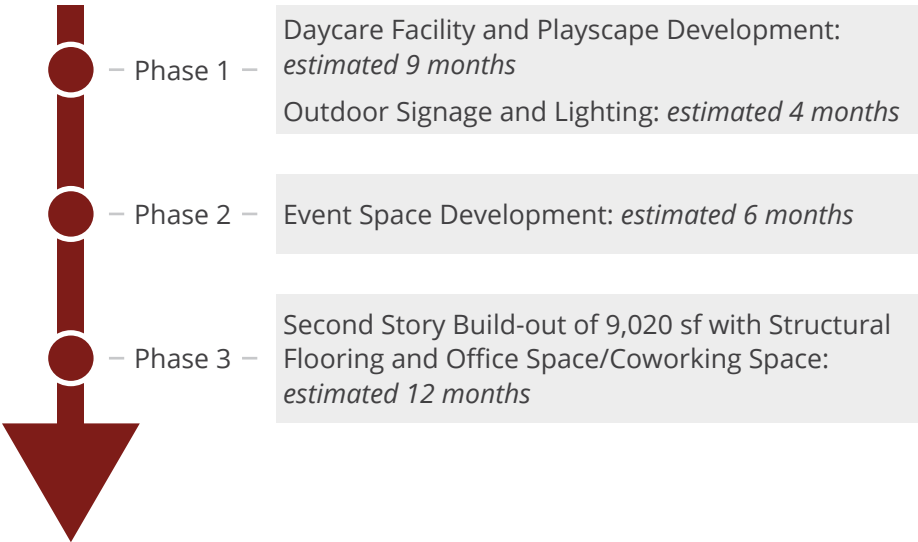 Phase 1
Daycare Facility and Playscape Development:
estimated 9 months
Outdoor Signage and Lighting: estimated 4 months
Phase 2
Event Space Development: estimated 6 months
Phase 3
Second Story Build-out of 9,020 sf with Structural
Flooring and Office Space/Coworking Space:
estimated 12 months